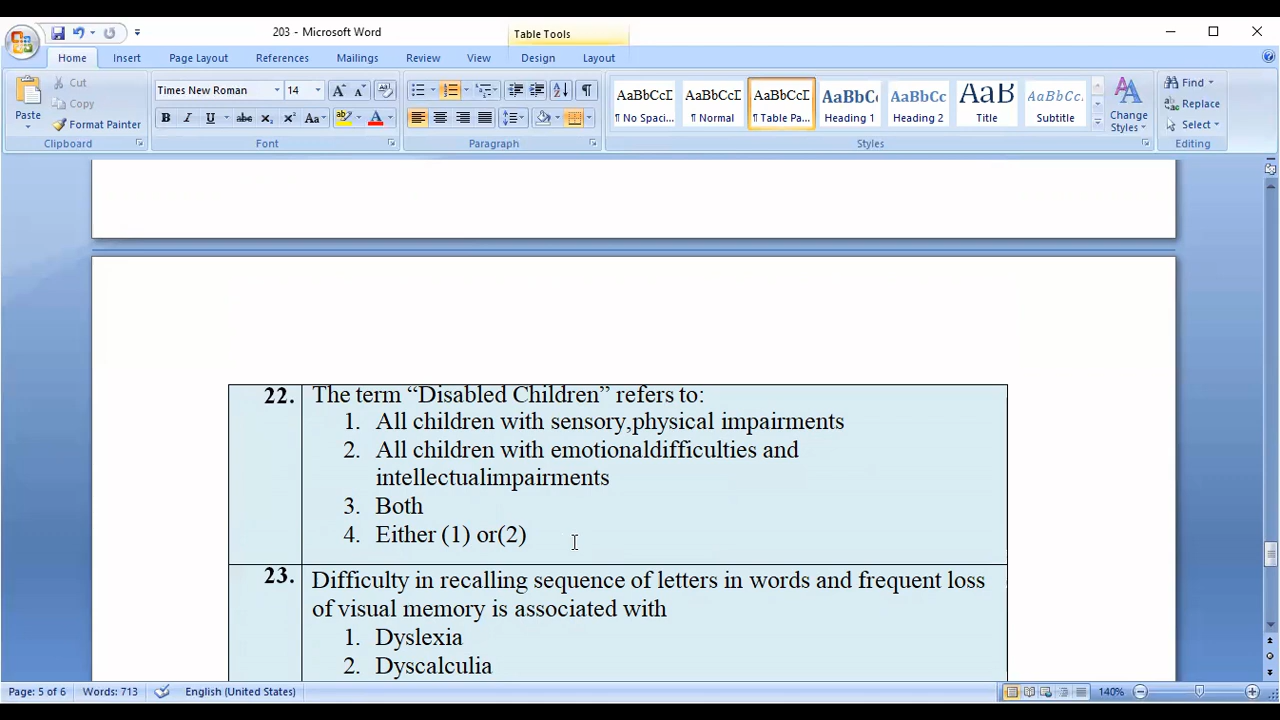 203 - Microsoft Word
Table Tools
Home Insert Page Layout References Mailings Review View Design Layout
Paste
Cut
Copy
Format Painter
Clipboard
Times New Roman 14
B I U abc x₂ x² Aa
Font
Paragraph
AaBbCcI AaBbCcI AaBbCcI AaBbC AaBbCc AaB AaBbCc.
¶ No Spaci... ¶ Normal ¶ Table Pa... Heading 1 Heading 2 Title Subtitle
Change
Styles
Styles
Find
Replace
Select
Editing
22. The term “Disabled Children” refers to:
1. All children with sensory,physical impairments
2. All children with emotionaldifficulties and
intellectualimpairments
3. Both
4. Either (1) or(2)
23. Difficulty in recalling sequence of letters in words and frequent loss
of visual memory is associated with
1. Dyslexia
2. Dyscalculia
Page: 5 of 6 Words: 713 English (United States) 140%